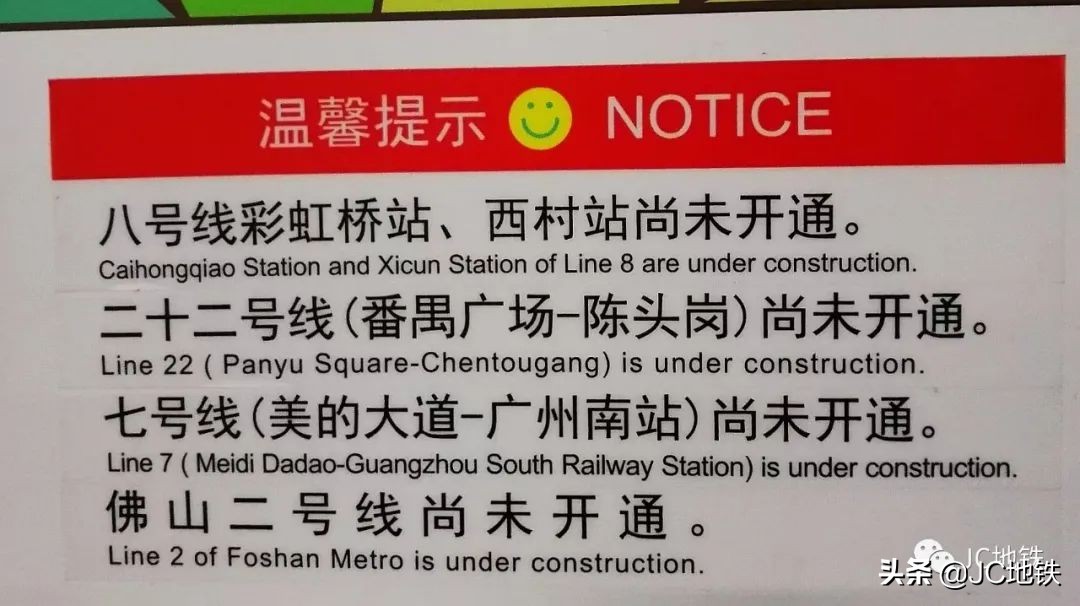 温馨提示 NOTICE
八号线彩虹桥站、西村站尚未开通。
Caihongqiao Station and Xicun Station of Line 8 are under construction.
二十二号线(番禺广场-陈头岗)尚未开通。
Line 22 ( Panyu Square-Chentougang) is under construction.
七号线(美的大道-广州南站)尚未开通。
Line 7 ( Meidi Dadao-Guangzhou South Railway Station) is under construction.
佛山二号线尚未开通。
Line 2 of Foshan Metro is under construction.
JC地铁
头条 @JC地铁